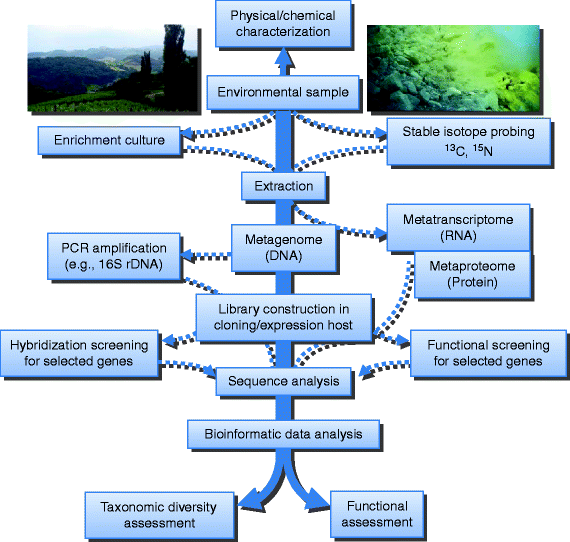 Physical/chemical
characterization
Environmental sample
Enrichment culture
Stable isotope probing
¹³C, ¹⁵N
Extraction
Metatranscriptome
(RNA)
Metagenome
(DNA)
PCR amplification
(e.g., 16S rDNA)
Metaproteome
(Protein)
Library construction in
cloning/expression host
Hybridization screening
for selected genes
Functional screening
for selected genes
Sequence analysis
Bioinformatic data analysis
Taxonomic diversity
assessment
Functional
assessment